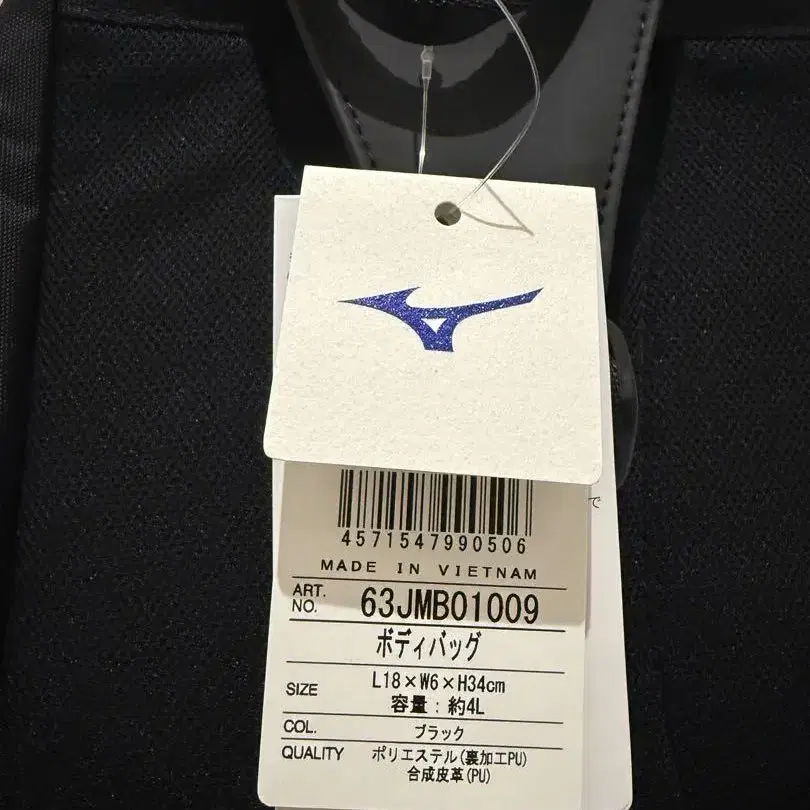 4571547990506
MADE IN VIETNAM
ART. NO. 63JMB01009
ボディバッグ
SIZE L18×W6×H34cm
容量：約4L
COL. ブラック
QUALITY ポリエステル(裏加工PU)
合成皮革(PU)
で